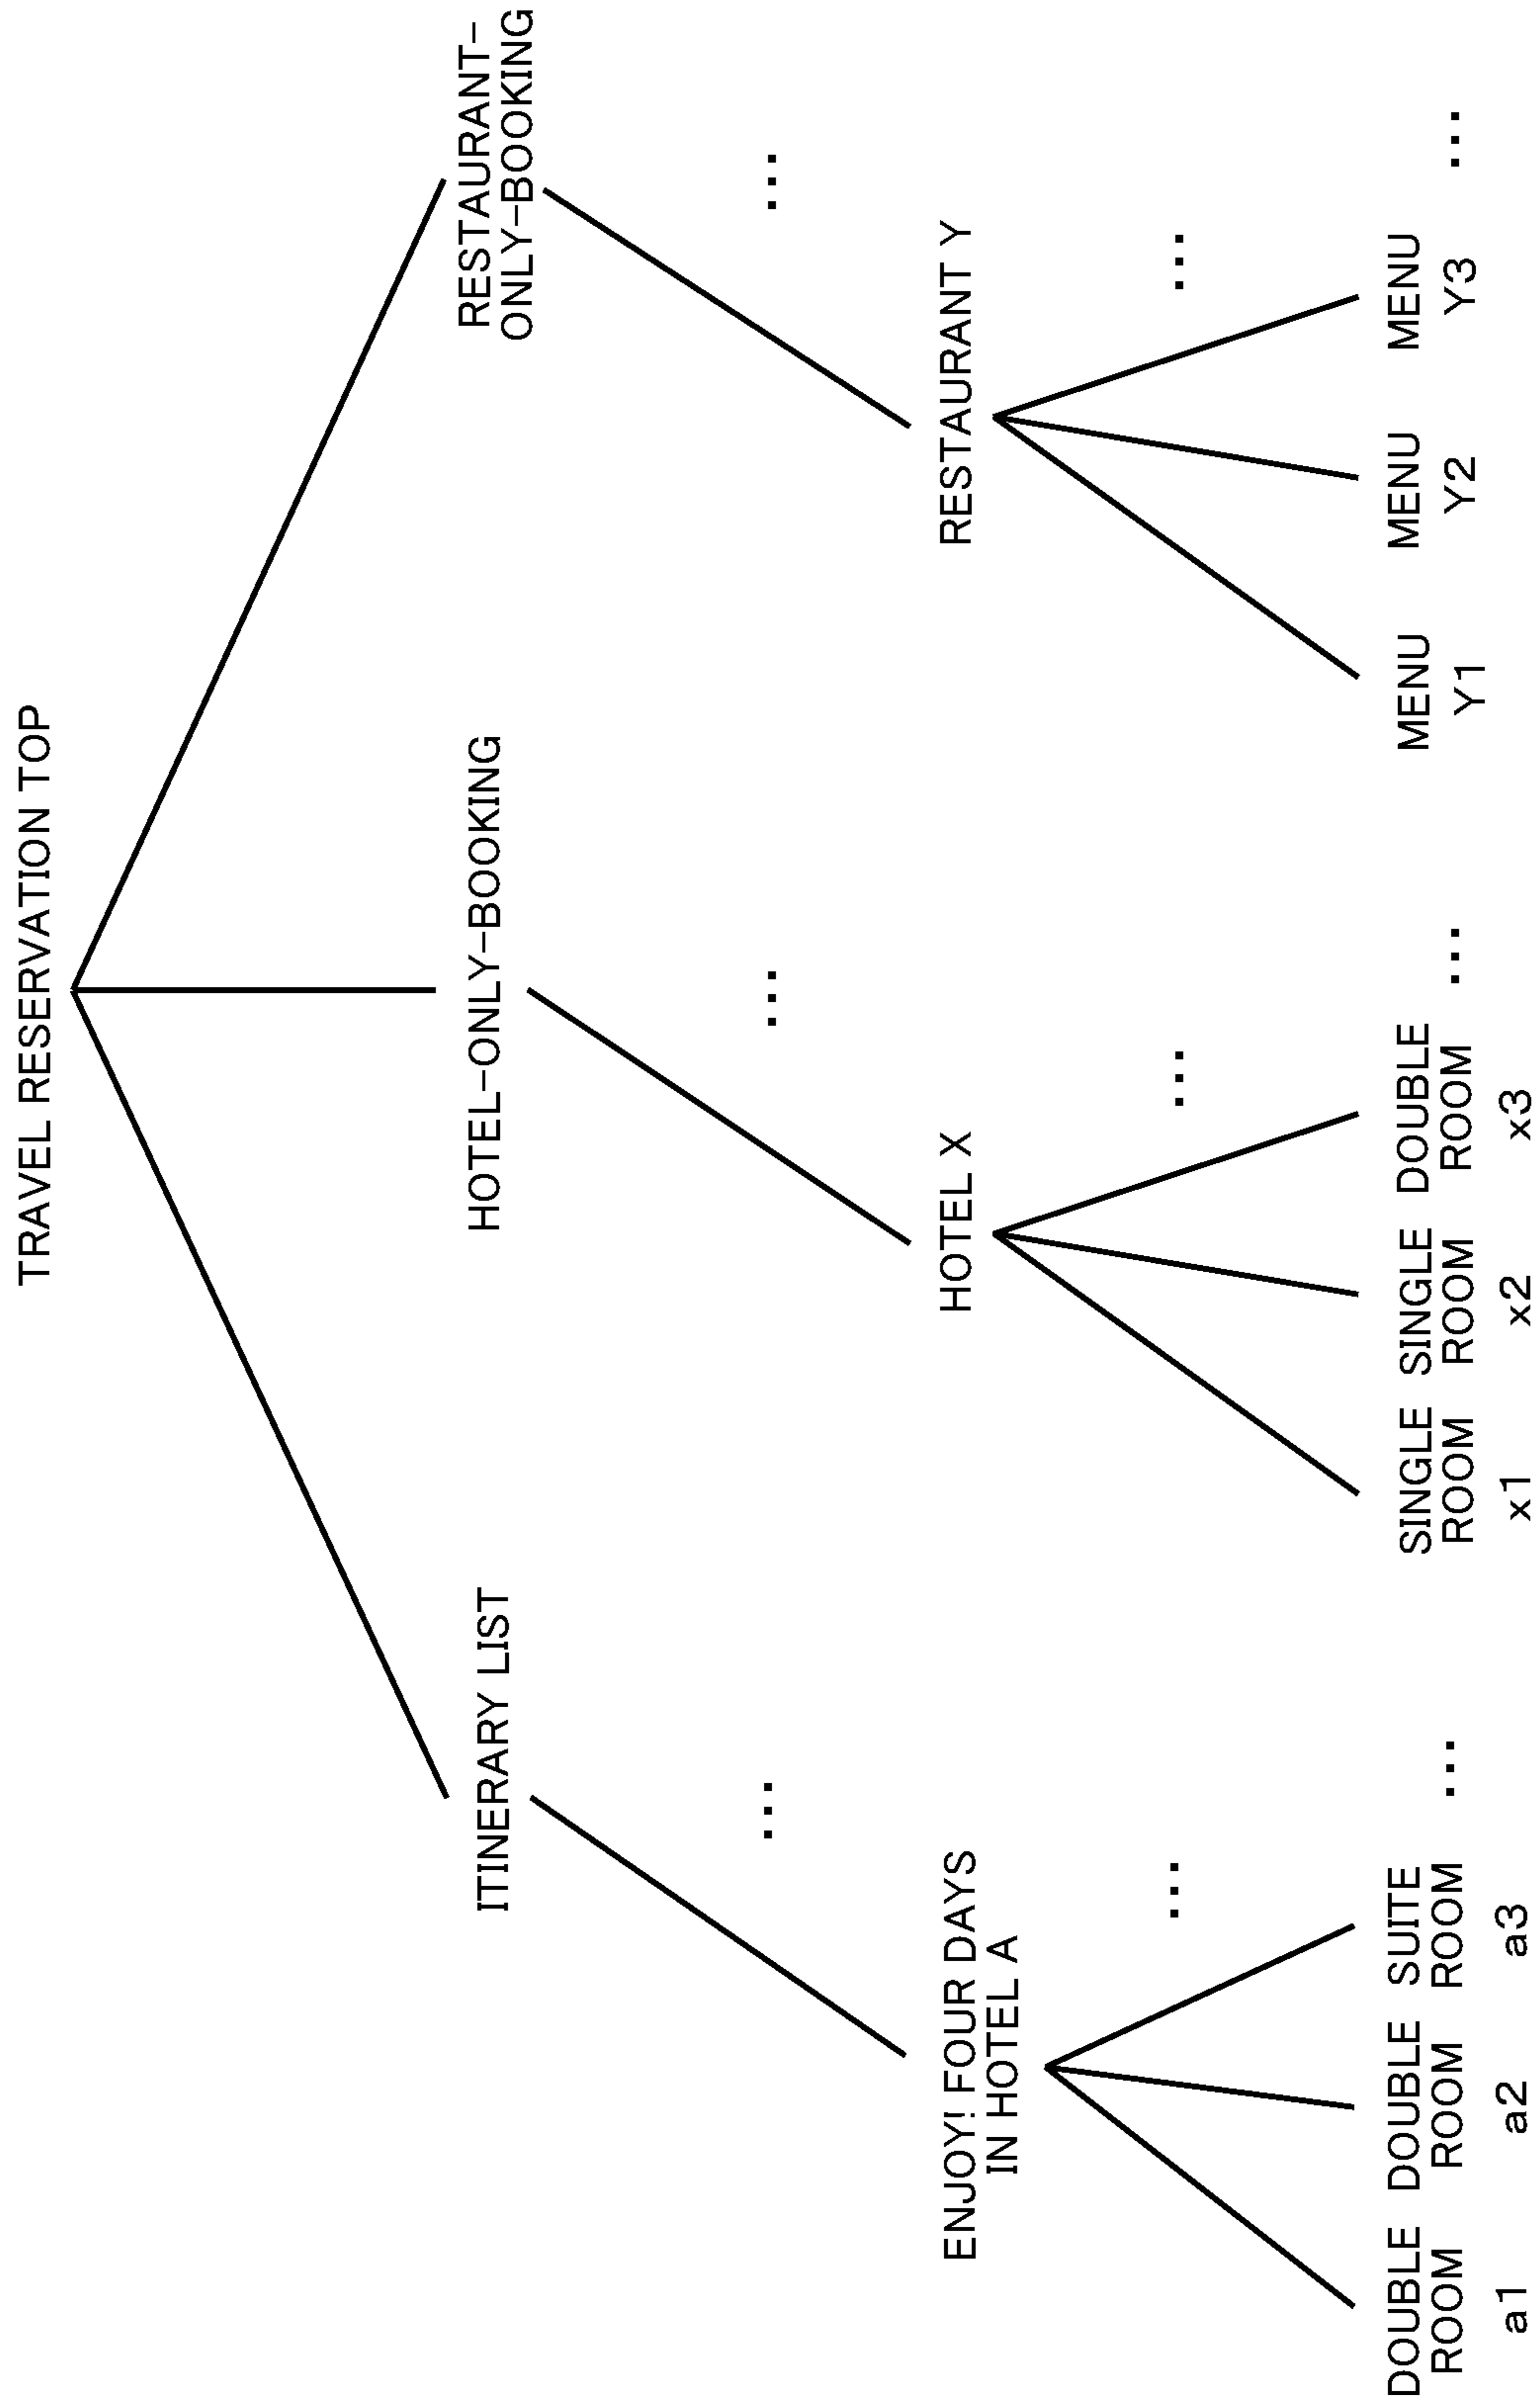 TRAVEL RESERVATION TOP
ITINERARY LIST
HOTEL-ONLY-BOOKING
RESTAURANT-
ONLY-BOOKING
...
...
...
ENJOY! FOUR DAYS
IN HOTEL A
HOTEL X
RESTAURANT Y
...
...
...
DOUBLE
ROOM
a1
DOUBLE
ROOM
a2
SUITE
ROOM
a3
...
SINGLE
ROOM
x1
SINGLE
ROOM
x2
DOUBLE
ROOM
x3
...
MENU
Y1
MENU
Y2
MENU
Y3
...